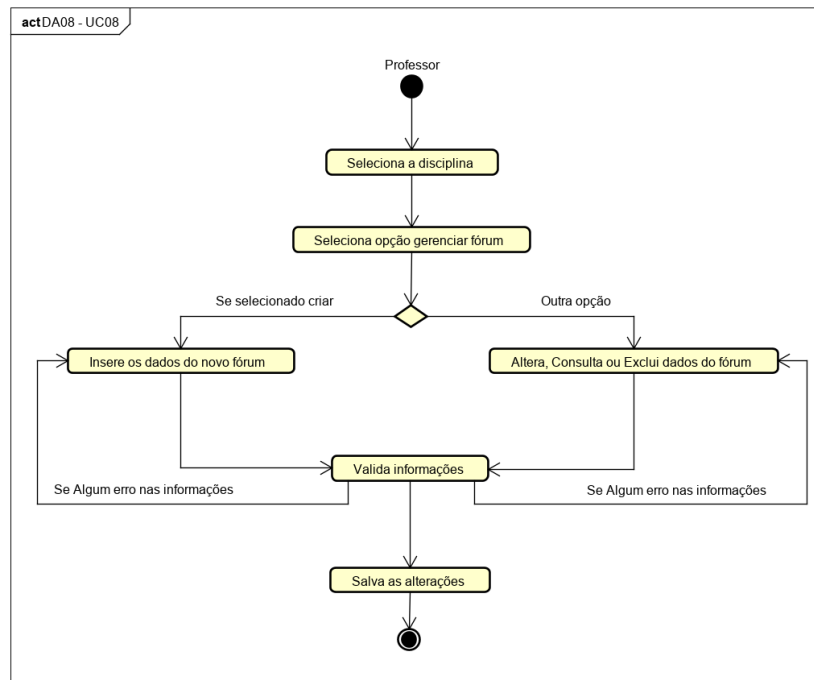 act DA08 - UC08
Professor
Seleciona a disciplina
Seleciona opção gerenciar fórum
Se selecionado criar
Outra opção
Insere os dados do novo fórum
Altera, Consulta ou Exclui dados do fórum
Valida informações
Se Algum erro nas informações
Se Algum erro nas informações
Salva as alterações